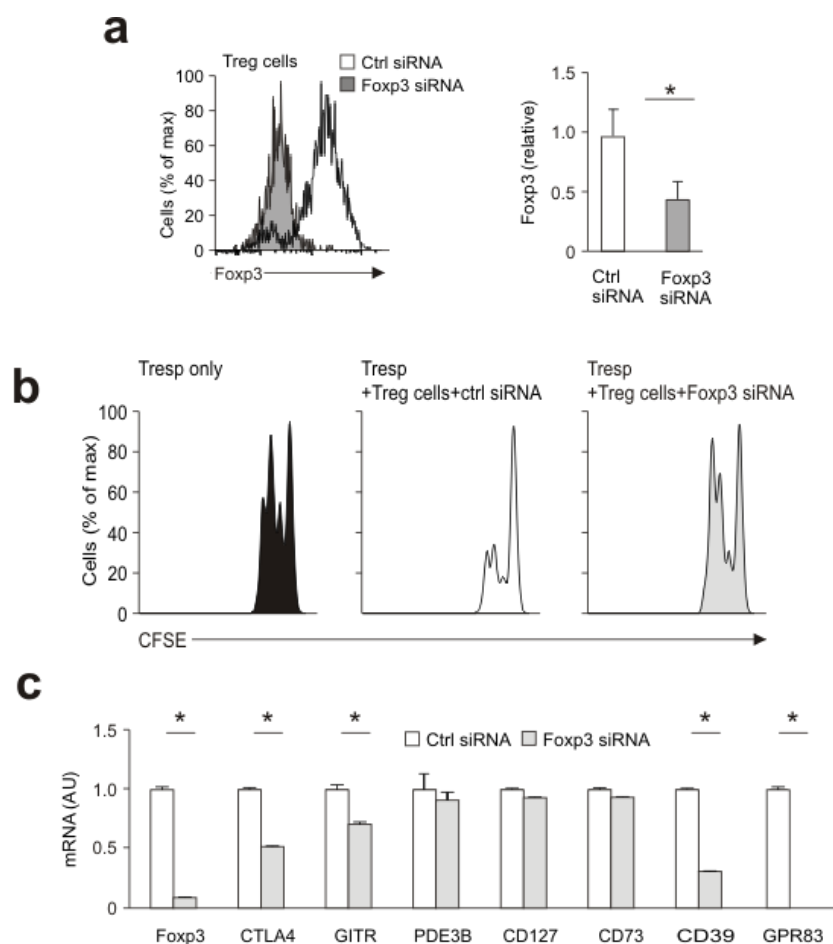 a
Treg cells
Ctrl siRNA
Foxp3 siRNA
Cells (% of max)
100
80
60
40
20
0
Foxp3
Foxp3 (relative)
1.5
1.0
0.5
0
*
Ctrl
siRNA
Foxp3
siRNA
b
Tresp only
Tresp
+Treg cells+ctrl siRNA
Tresp
+Treg cells+Foxp3 siRNA
Cells (% of max)
100
80
60
40
20
0
CFSE
c
mRNA (AU)
1.5
1.0
0.5
0
* * * * *
Ctrl siRNA Foxp3 siRNA
Foxp3 CTLA4 GITR PDE3B CD127 CD73 CD39 GPR83